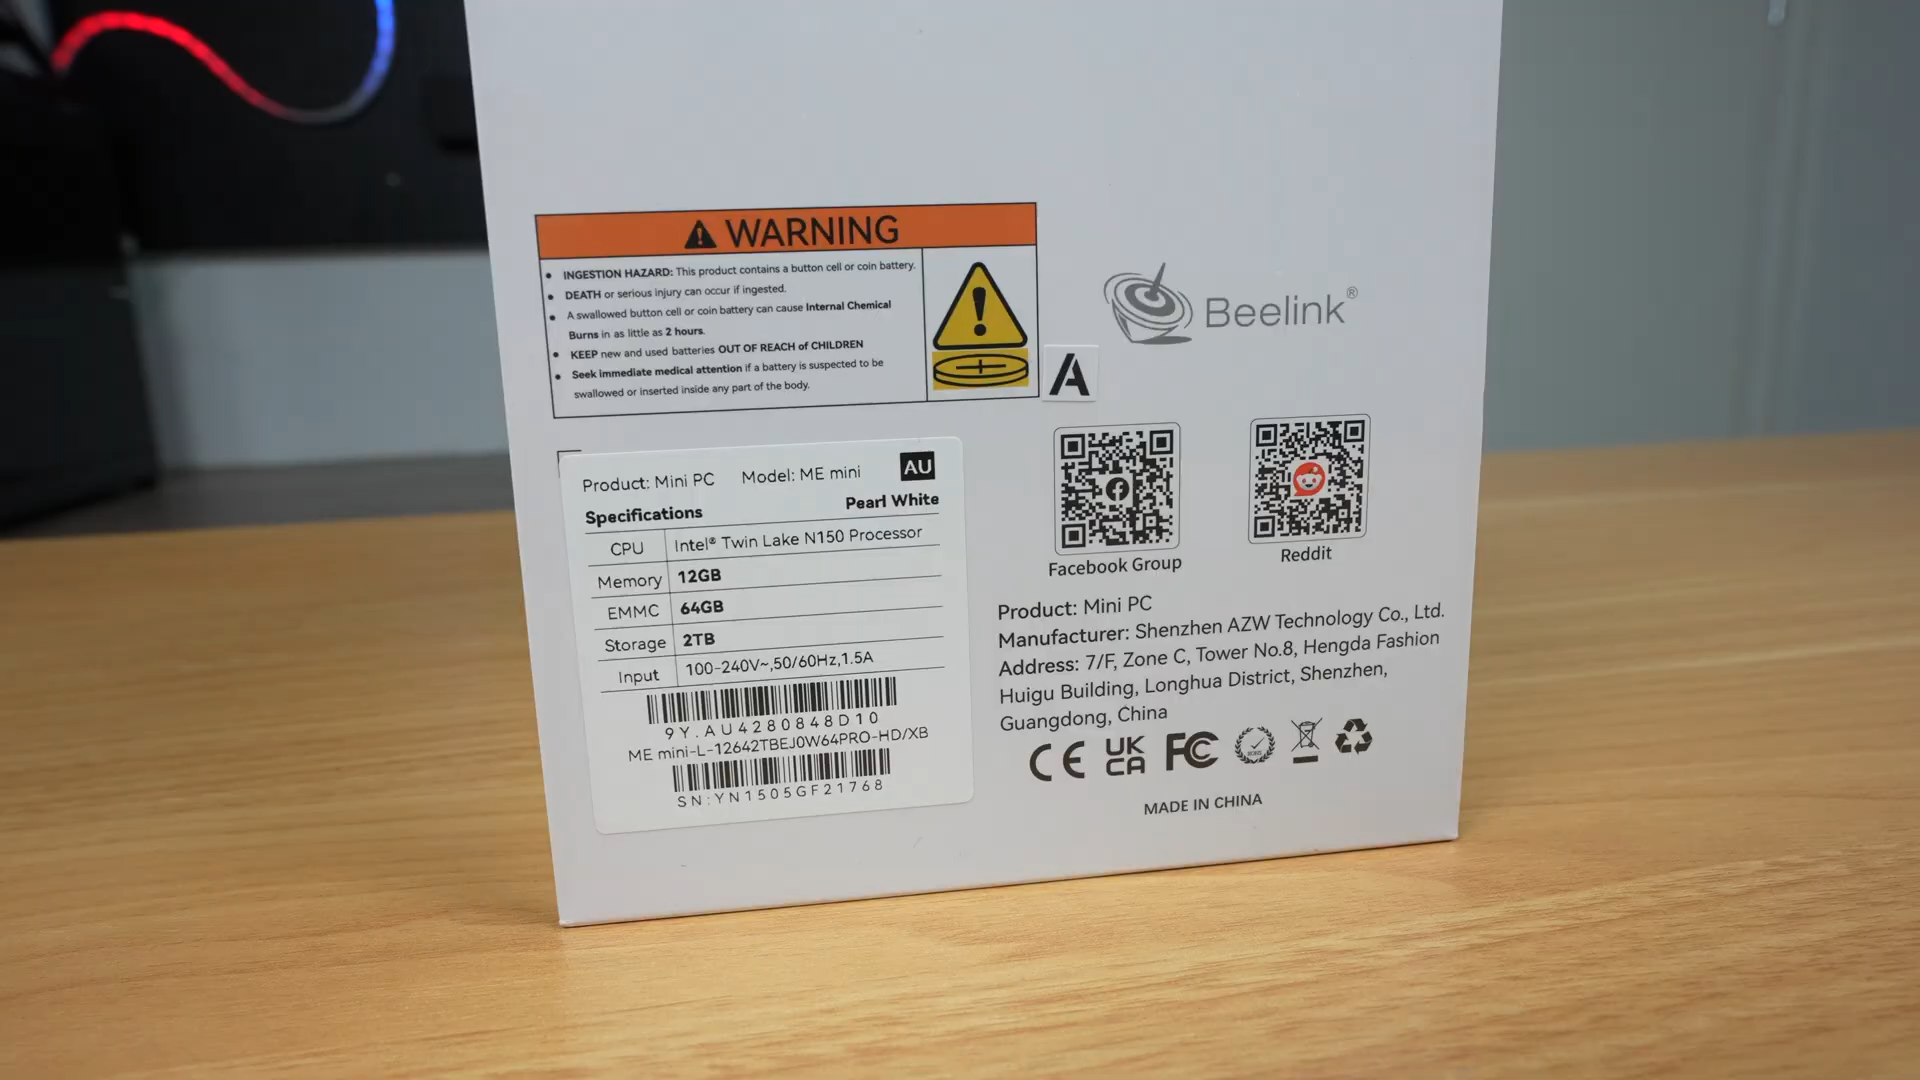 WARNING
INGESTION HAZARD: This product contains a button cell or coin battery.
DEATH or serious injury can occur if ingested.
A swallowed button cell or coin battery can cause Internal Chemical
Burns in as little as 2 hours.
KEEP new and used batteries OUT OF REACH of CHILDREN
Seek immediate medical attention if a battery is suspected to be
swallowed or inserted inside any part of the body.
A
Beelink®
Product: Mini PC Model: ME mini AU
Specifications Pearl White
CPU Intel® Twin Lake N150 Processor
Memory 12GB
EMMC 64GB
Storage 2TB
Input 100-240V~,50/60Hz,1.5A
9Y.AU4280848D10
ME mini-L-12642TBEJ0W64PRO-HD/XB
SN:YN1505GF21768
Facebook Group
Reddit
Product: Mini PC
Manufacturer: Shenzhen AZW Technology Co., Ltd.
Address: 7/F, Zone C, Tower No.8, Hengda Fashion
Huigu Building, Longhua District, Shenzhen,
Guangdong, China
CE UK CA FC
MADE IN CHINA